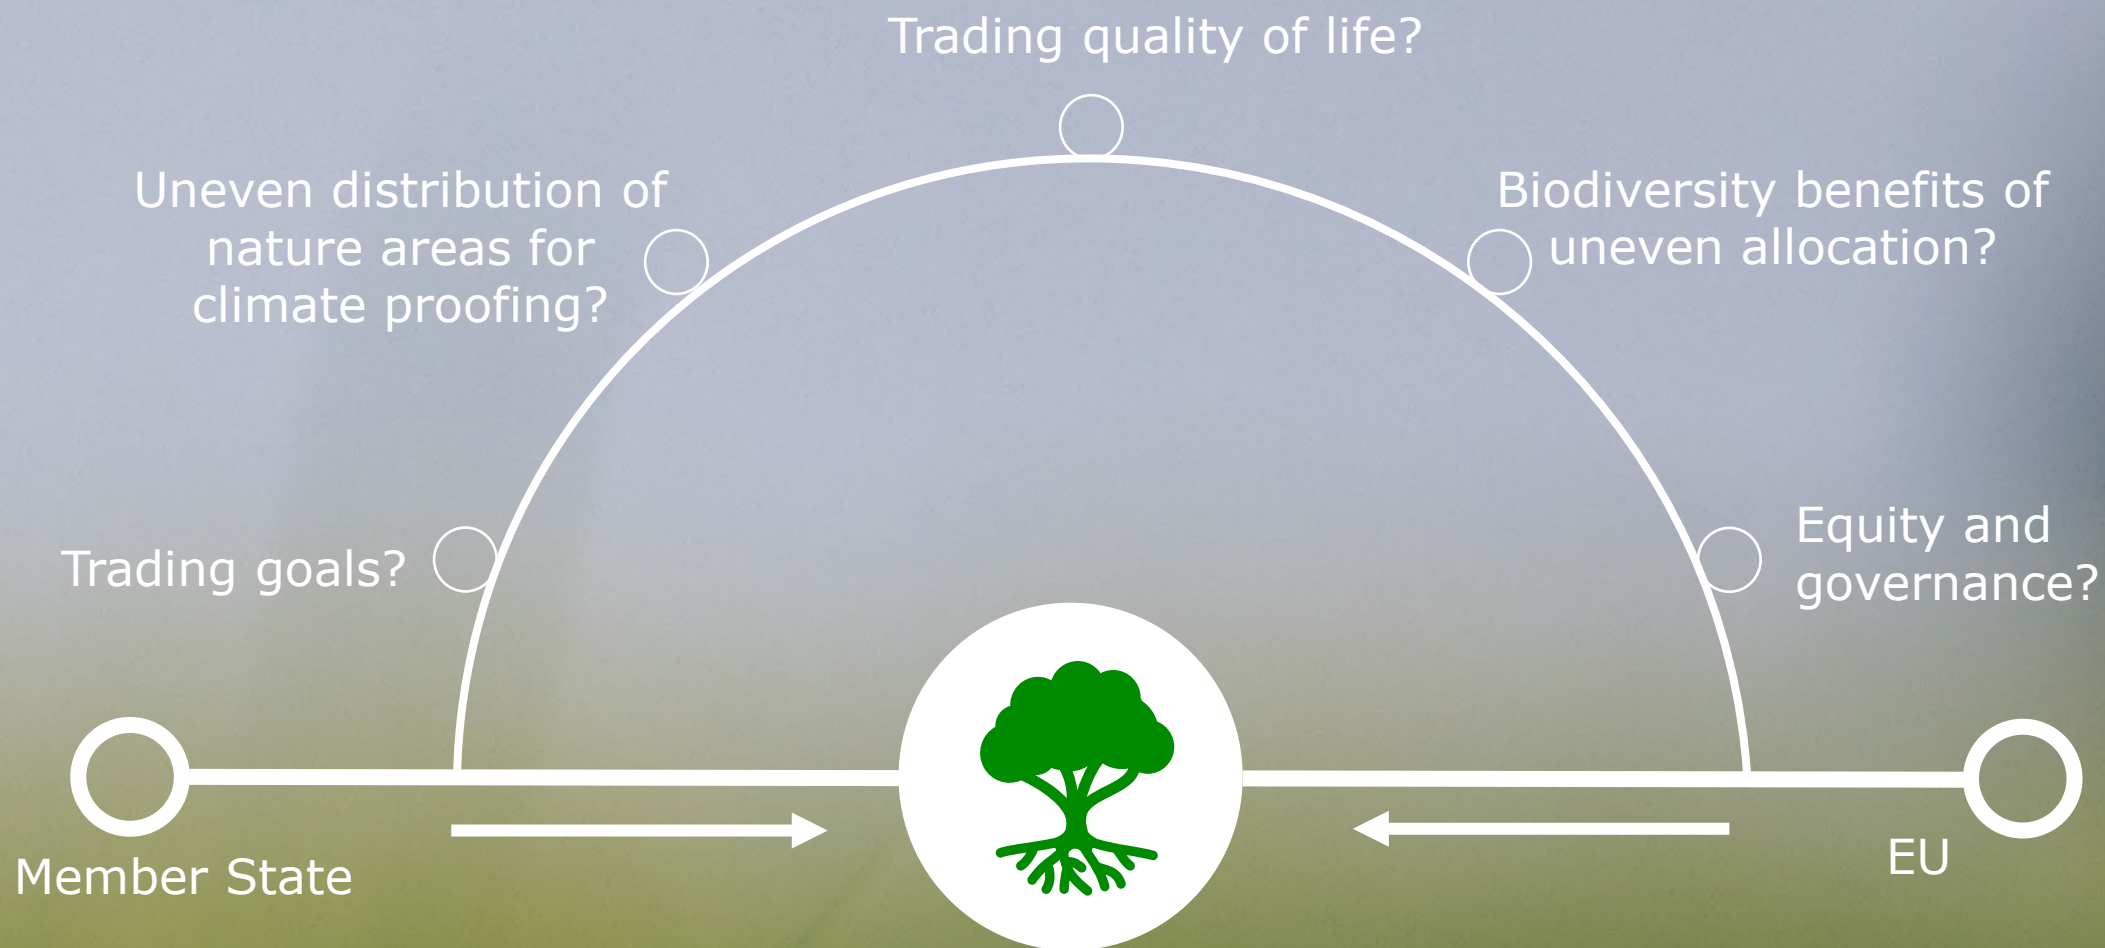 Trading quality of life?
Uneven distribution of
nature areas for
climate proofing?
Biodiversity benefits of
uneven allocation?
Trading goals?
Equity and
governance?
Member State
EU